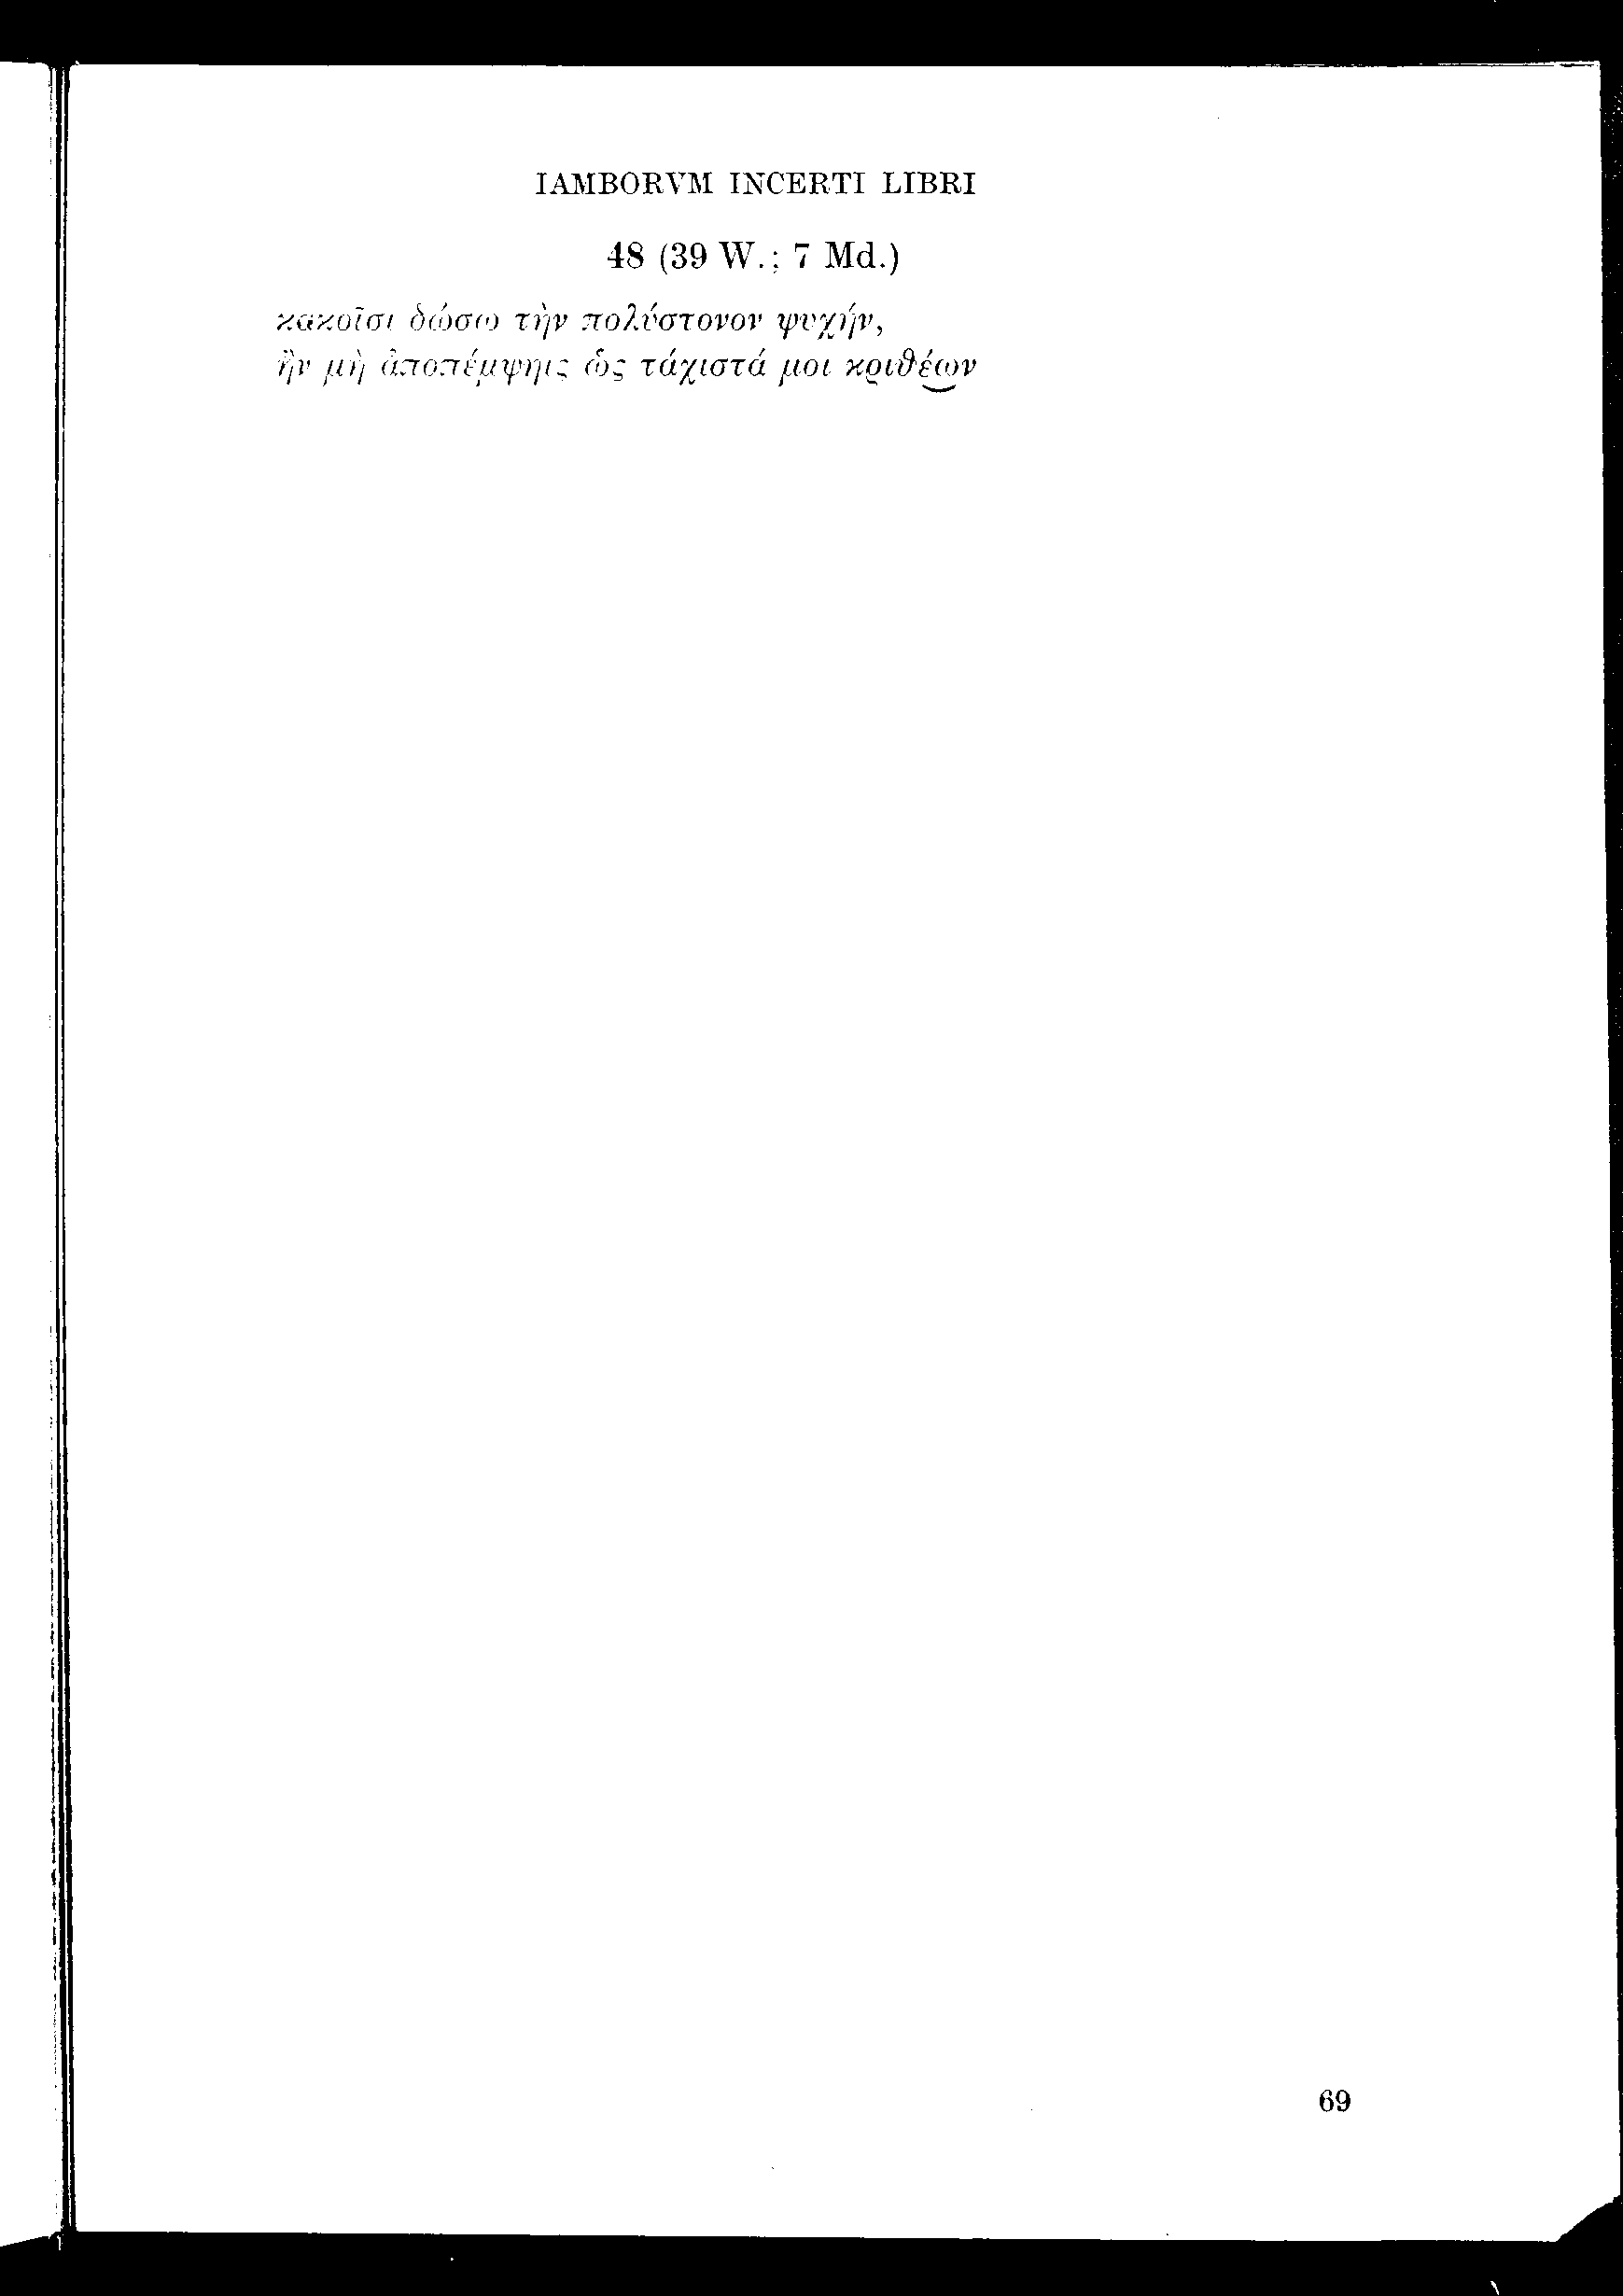 IAMBORVM INCERTI LIBRI
48 (39 W.; 7 Md.)
κακοῖσι δώσω τὴν πολύστονον ψυχήν,
ἢν μὴ ἀποπέμψηις ὡς τάχιστά μοι κριθέων
69